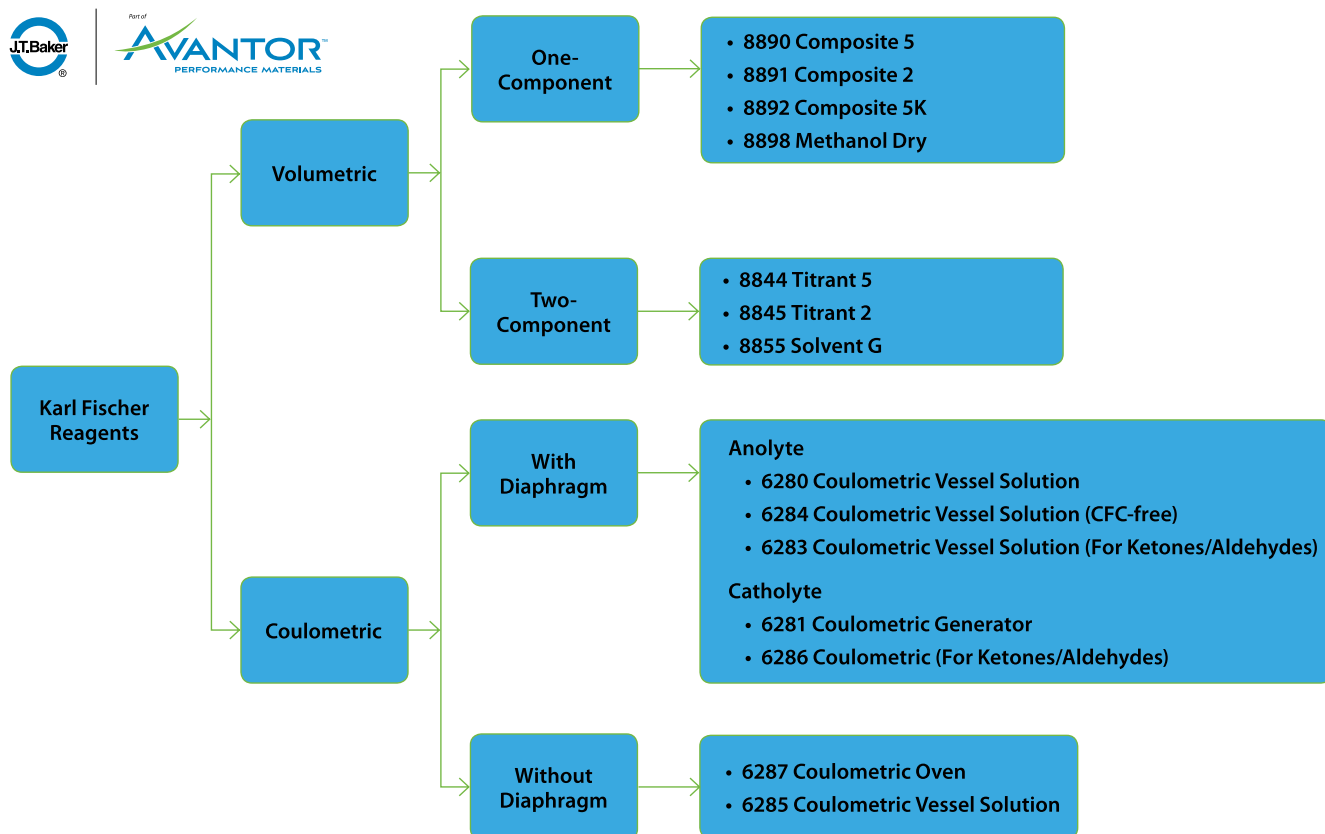 J.T.Baker
®
Part of
AVANTOR™
PERFORMANCE MATERIALS
Karl Fischer
Reagents
Volumetric
One-
Component
• 8890 Composite 5
• 8891 Composite 2
• 8892 Composite 5K
• 8898 Methanol Dry
Two-
Component
• 8844 Titrant 5
• 8845 Titrant 2
• 8855 Solvent G
Coulometric
With
Diaphragm
Anolyte
• 6280 Coulometric Vessel Solution
• 6284 Coulometric Vessel Solution (CFC-free)
• 6283 Coulometric Vessel Solution (For Ketones/Aldehydes)
Catholyte
• 6281 Coulometric Generator
• 6286 Coulometric (For Ketones/Aldehydes)
Without
Diaphragm
• 6287 Coulometric Oven
• 6285 Coulometric Vessel Solution